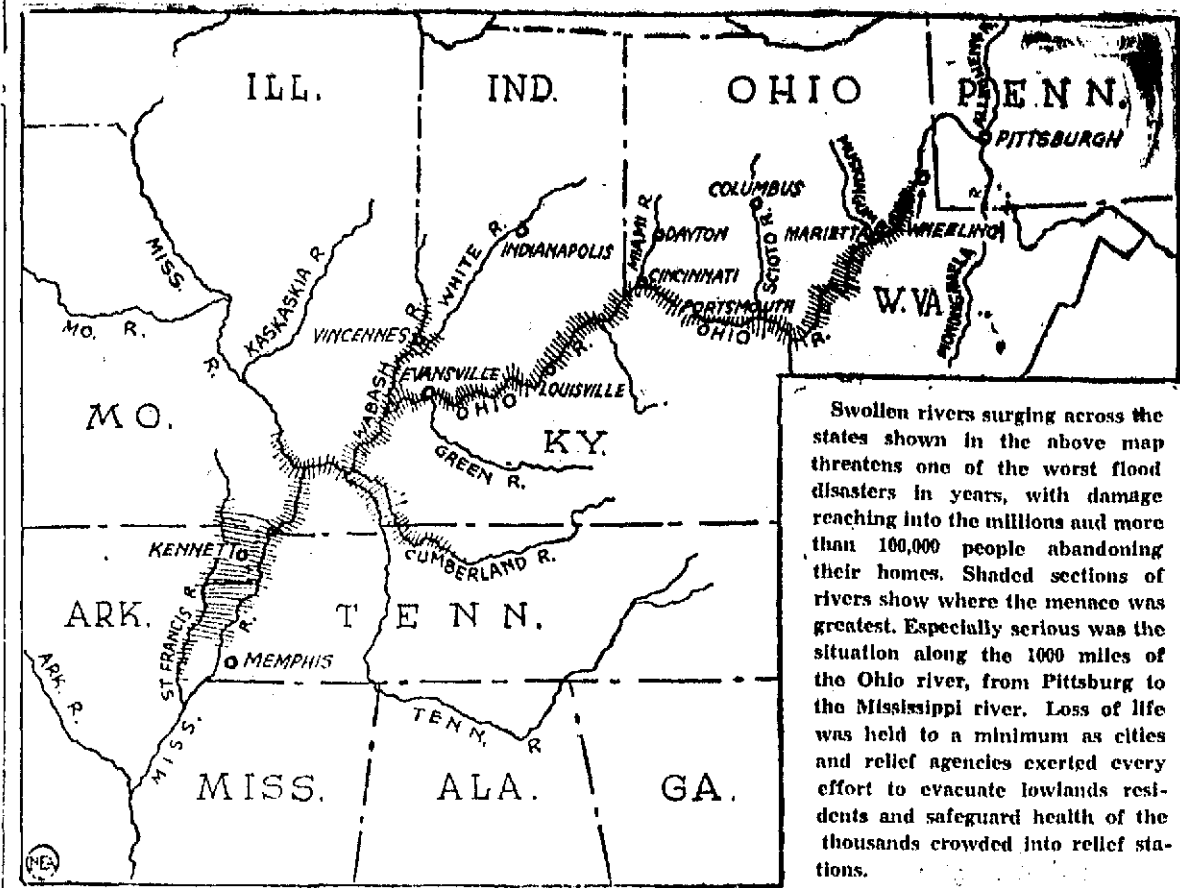 ILL.
IND.
OHIO
PENN.
ALLEGHENY R.
PITTSBURGH
MUSKINGUM
COLUMBUS
MISS.
R.
KASKASKIA R
WHITE R.
INDIANAPOLIS
MIAMI R
DAYTON
SCIOTO R.
MARIETTA
WHEELING
R
MO. R.
VINCENNES
R.
CINCINNATI
PORTSMOUTH
OHIO
R.
W.VA
MONONGAHELA
WABASH
EVANSVILLE
OHIO
R.
LOUISVILLE
MO.
GREEN R.
KY.
KENNETT
CUMBERLAND R.
ARK.
ST FRANCIS R
R.
TENN.
MEMPHIS
ARK. R.
MISS.
TENN. R
MISS.
ALA.
GA.
NEA
Swollen rivers surging across the
states shown in the above map
threatens one of the worst flood
disasters in years, with damage
reaching into the millions and more
than 100,000 people abandoning
their homes. Shaded sections of
rivers show where the menace was
greatest. Especially serious was the
situation along the 1000 miles of
the Ohio river, from Pittsburg to
the Mississippi river. Loss of life
was held to a minimum as cities
and relief agencies exerted every
effort to evacuate lowlands resi-
dents and safeguard health of the
thousands crowded into relief sta-
tions.